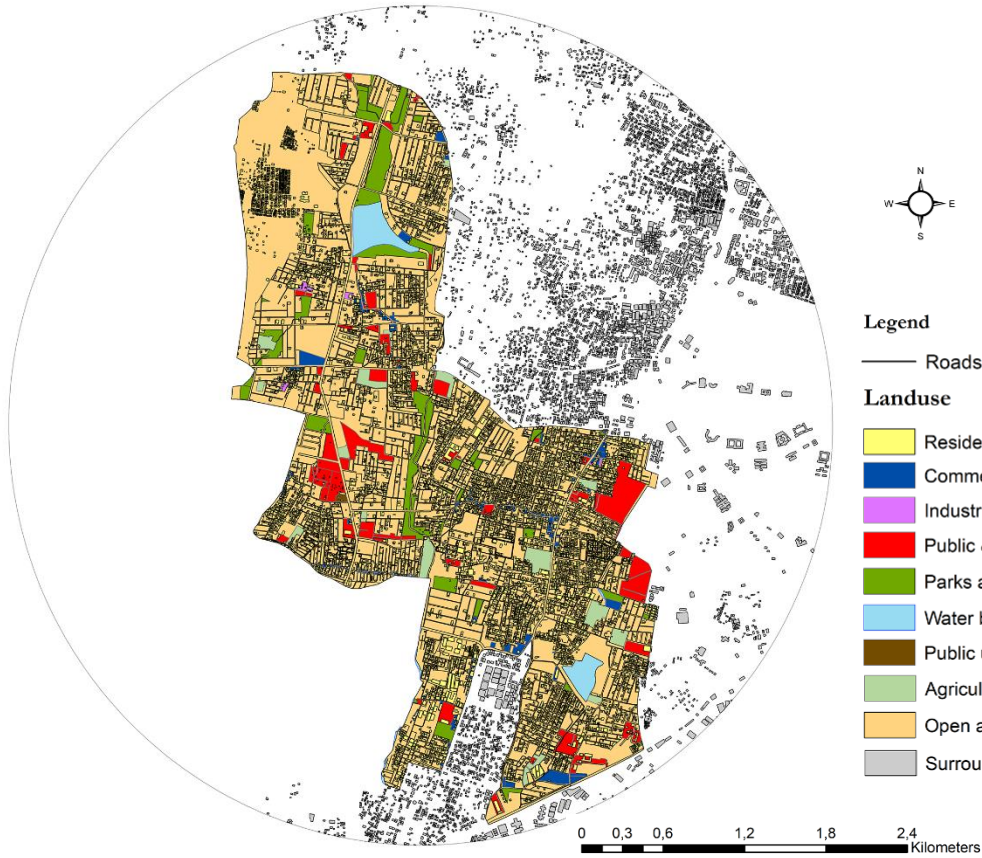 N
W E
S
Legend
Roads
Landuse
Reside
Comme
Industr
Public
Parks a
Water b
Public u
Agricul
Open a
Surrou
0 0,3 0,6 1,2 1,8 2,4
Kilometers